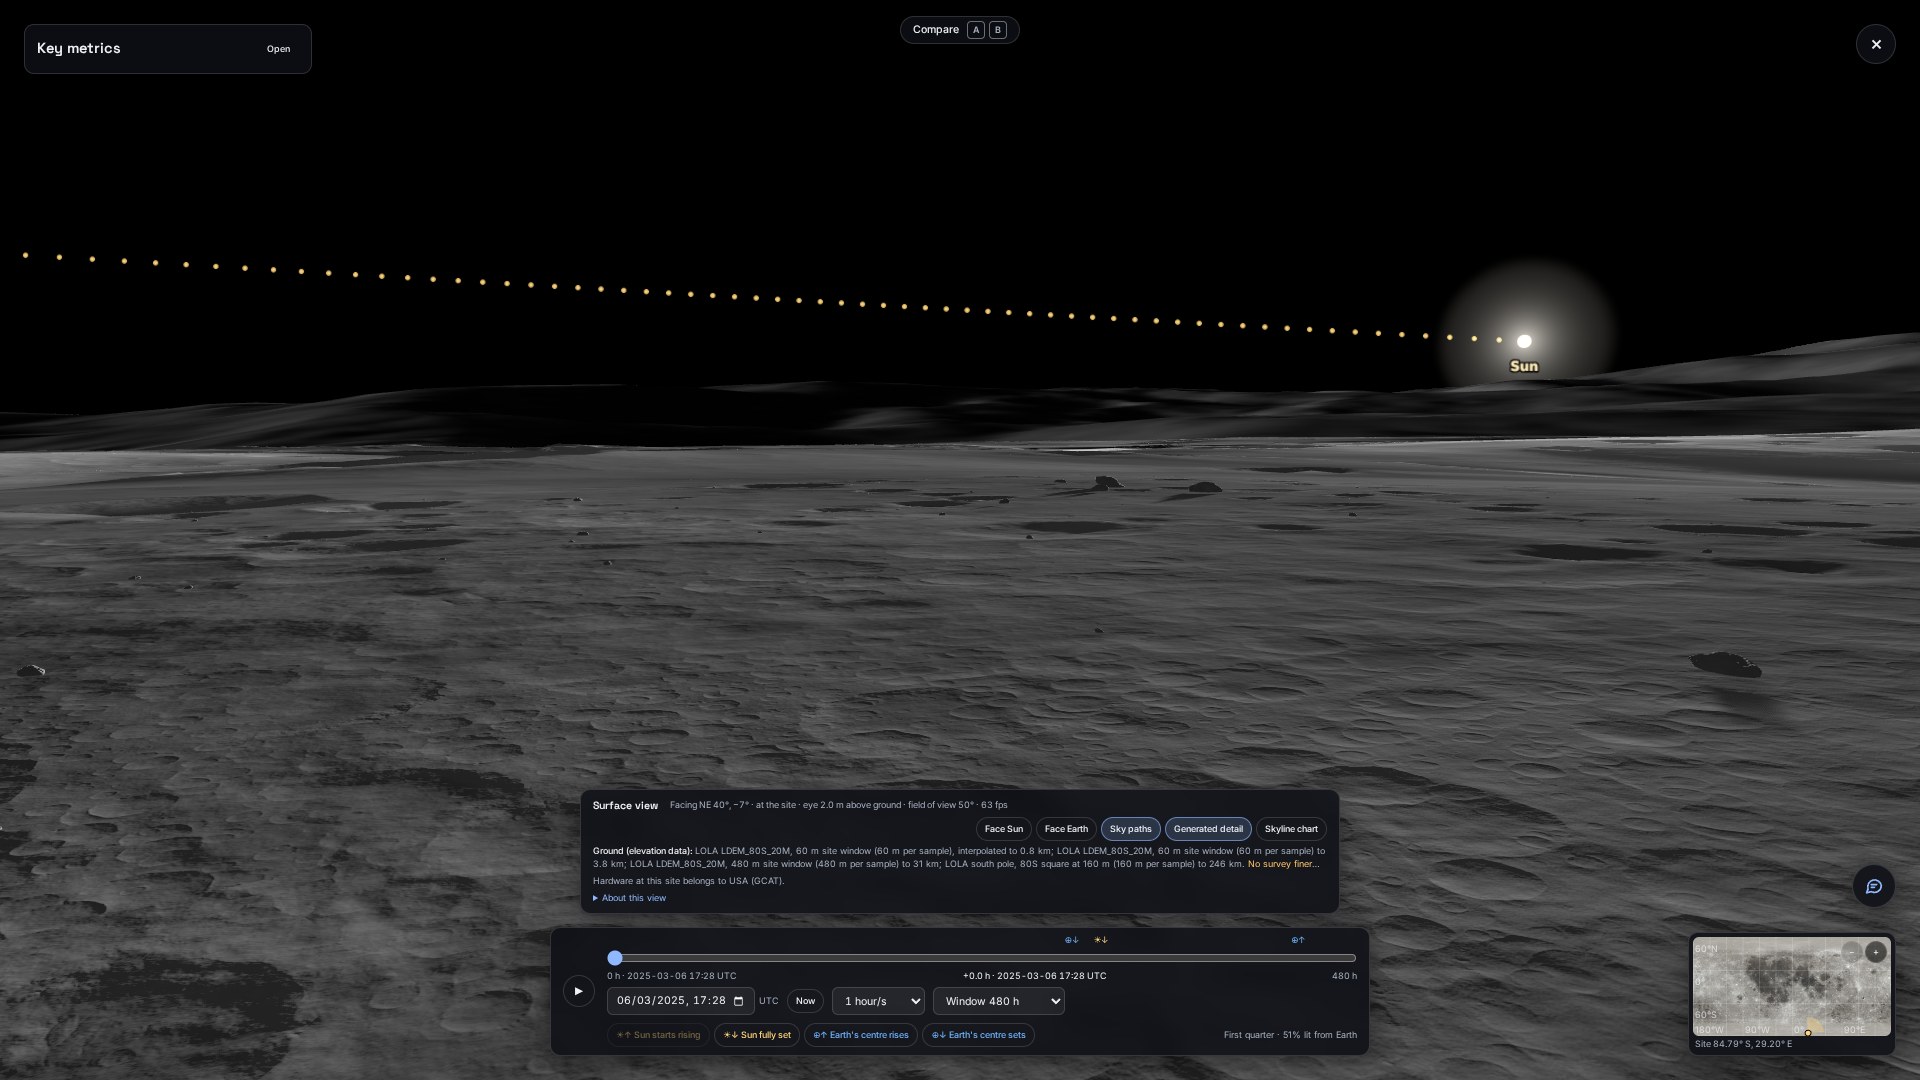 Key metrics
Open
Compare A B
×
Sun
Surface view Facing NE 40°, −7° · at the site · eye 2.0 m above ground · field of view 50° · 63 fps
Face Sun Face Earth Sky paths Generated detail Skyline chart
Ground (elevation data): LOLA LDEM_80S_20M, 60 m site window (60 m per sample), interpolated to 0.8 km; LOLA LDEM_80S_20M, 60 m site window (60 m per sample) to
3.8 km; LOLA LDEM_80S_20M, 480 m site window (480 m per sample) to 31 km; LOLA south pole, 80S square at 160 m (160 m per sample) to 246 km. No survey finer...
Hardware at this site belongs to USA (GCAT).
▶ About this view
⊕↓ ☀↓ ⊕↑
0 h · 2025-03-06 17:28 UTC +0.0 h · 2025-03-06 17:28 UTC 480 h
▶ 06/03/2025, 17:28 UTC Now 1 hour/s Window 480 h
☀↑ Sun starts rising ☀↓ Sun fully set ⊕↑ Earth's centre rises ⊕↓ Earth's centre sets First quarter · 51% lit from Earth
60°N − +
0°
60°S
180°W 90°W 0° 90°E
Site 84.79° S, 29.20° E